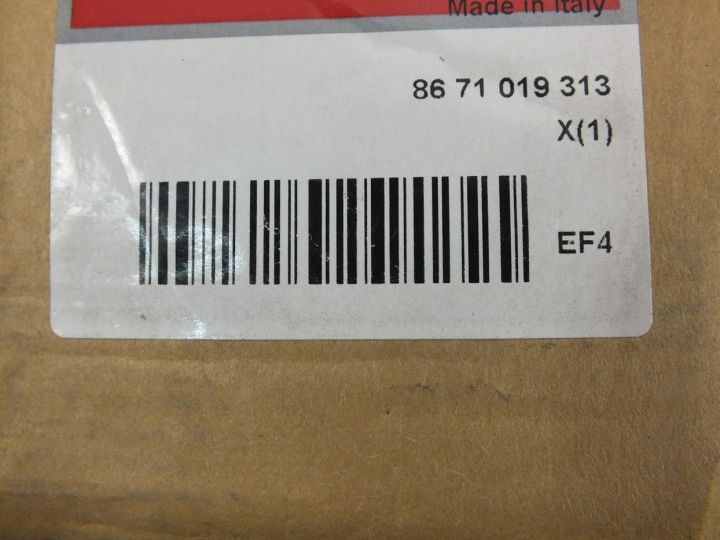 Made in Italy
86 71 019 313
X(1)
EF4